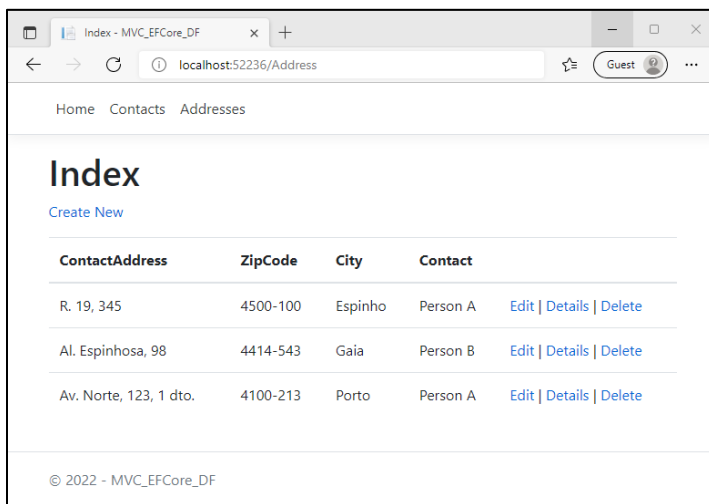 Index - MVC_EFCore_DF
localhost:52236/Address
Guest
Home Contacts Addresses
Index
Create New
ContactAddress ZipCode City Contact
R. 19, 345 4500-100 Espinho Person A Edit | Details | Delete
Al. Espinhosa, 98 4414-543 Gaia Person B Edit | Details | Delete
Av. Norte, 123, 1 dto. 4100-213 Porto Person A Edit | Details | Delete
© 2022 - MVC_EFCore_DF